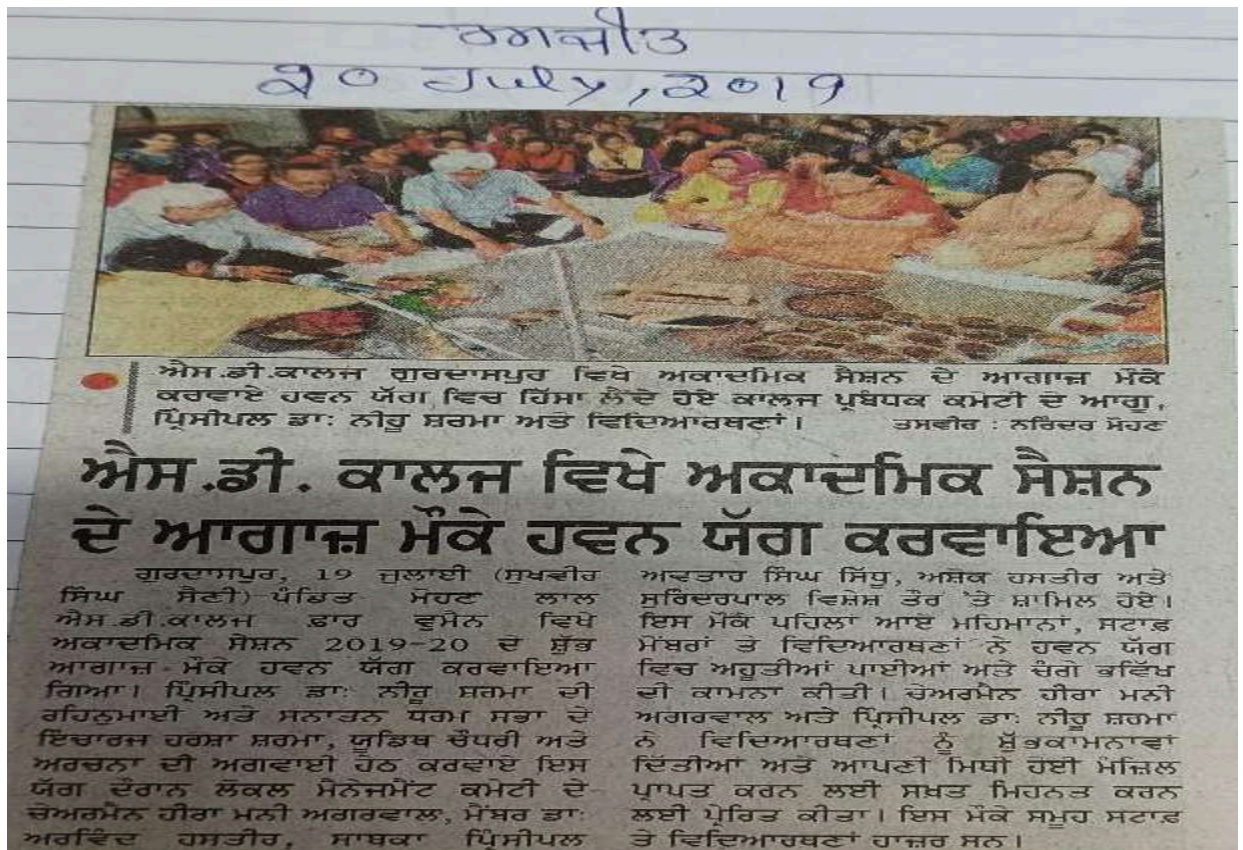 ਅਜੀਤ
੨੦ July, ੨੦19
ਐਸ.ਡੀ.ਕਾਲਜ ਗੁਰਦਾਸਪੁਰ ਵਿਖੇ ਅਕਾਦਮਿਕ ਸੈਸ਼ਨ ਦੇ ਆਗਾਜ਼ ਮੌਕੇ
ਕਰਵਾਏ ਹਵਨ ਯੱਗ ਵਿਚ ਹਿੱਸਾ ਲੈਂਦੇ ਹੋਏ ਕਾਲਜ ਪ੍ਰਬੰਧਕ ਕਮੇਟੀ ਦੇ ਆਗੂ,
ਪ੍ਰਿੰਸੀਪਲ ਡਾ: ਨੀਰੂ ਸ਼ਰਮਾ ਅਤੇ ਵਿਦਿਆਰਥਣਾਂ। ਤਸਵੀਰ : ਨਰਿੰਦਰ ਮੋਹਣ
ਐਸ.ਡੀ. ਕਾਲਜ ਵਿਖੇ ਅਕਾਦਮਿਕ ਸੈਸ਼ਨ
ਦੇ ਆਗਾਜ਼ ਮੌਕੇ ਹਵਨ ਯੱਗ ਕਰਵਾਇਆ
ਗੁਰਦਾਸਪੁਰ, 19 ਜੁਲਾਈ (ਸੁਖਵੀਰ
ਸਿੰਘ ਸੈਣੀ)-ਪੰਡਿਤ ਮੋਹਣ ਲਾਲ
ਐਸ.ਡੀ.ਕਾਲਜ ਫ਼ਾਰ ਵੁਮੈਨ ਵਿਖੇ
ਅਕਾਦਮਿਕ ਸੈਸ਼ਨ 2019-20 ਦੇ ਸ਼ੁੱਭ
ਆਗਾਜ਼ ਮੌਕੇ ਹਵਨ ਯੱਗ ਕਰਵਾਇਆ
ਗਿਆ। ਪ੍ਰਿੰਸੀਪਲ ਡਾ: ਨੀਰੂ ਸ਼ਰਮਾ ਦੀ
ਰਹਿਨੁਮਾਈ ਅਤੇ ਸਨਾਤਨ ਧਰਮ ਸਭਾ ਦੇ
ਇੰਚਾਰਜ ਹਰਸ਼ਾ ਸ਼ਰਮਾ, ਯੂਡਿਥ ਚੌਧਰੀ ਅਤੇ
ਅਰਚਨਾ ਦੀ ਅਗਵਾਈ ਹੇਠ ਕਰਵਾਏ ਇਸ
ਯੱਗ ਦੌਰਾਨ ਲੋਕਲ ਮੈਨੇਜਮੈਂਟ ਕਮੇਟੀ ਦੇ
ਚੇਅਰਮੈਨ ਹੀਰਾ ਮਨੀ ਅਗਰਵਾਲ, ਮੈਂਬਰ ਡਾ:
ਅਰਵਿੰਦ ਹਸਤੀਰ, ਸਾਬਕਾ ਪ੍ਰਿੰਸੀਪਲ
ਅਵਤਾਰ ਸਿੰਘ ਸਿੱਧੂ, ਅਸ਼ੋਕ ਹਸਤੀਰ ਅਤੇ
ਸੁਰਿੰਦਰਪਾਲ ਵਿਸ਼ੇਸ਼ ਤੌਰ 'ਤੇ ਸ਼ਾਮਿਲ ਹੋਏ।
ਇਸ ਮੌਕੇ ਪਹਿਲਾਂ ਆਏ ਮਹਿਮਾਨਾਂ, ਸਟਾਫ਼
ਮੈਂਬਰਾਂ ਤੇ ਵਿਦਿਆਰਥਣਾਂ ਨੇ ਹਵਨ ਯੱਗ
ਵਿਚ ਅਹੂਤੀਆਂ ਪਾਈਆਂ ਅਤੇ ਚੰਗੇ ਭਵਿੱਖ
ਦੀ ਕਾਮਨਾ ਕੀਤੀ। ਚੇਅਰਮੈਨ ਹੀਰਾ ਮਨੀ
ਅਗਰਵਾਲ ਅਤੇ ਪ੍ਰਿੰਸੀਪਲ ਡਾ: ਨੀਰੂ ਸ਼ਰਮਾ
ਨੇ ਵਿਦਿਆਰਥਣਾਂ ਨੂੰ ਸ਼ੁੱਭਕਾਮਨਾਵਾਂ
ਦਿੱਤੀਆਂ ਅਤੇ ਆਪਣੀ ਮਿਥੀ ਹੋਈ ਮੰਜ਼ਿਲ
ਪ੍ਰਾਪਤ ਕਰਨ ਲਈ ਸਖ਼ਤ ਮਿਹਨਤ ਕਰਨ
ਲਈ ਪ੍ਰੇਰਿਤ ਕੀਤਾ। ਇਸ ਮੌਕੇ ਸਮੂਹ ਸਟਾਫ਼
ਤੇ ਵਿਦਿਆਰਥਣਾਂ ਹਾਜ਼ਰ ਸਨ।